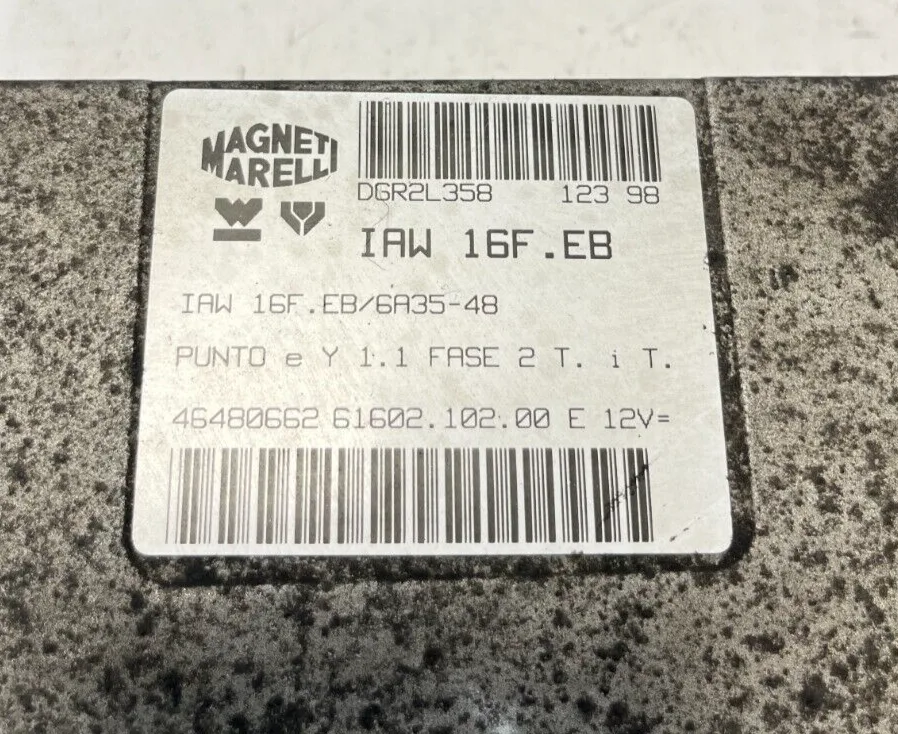 MAGNETI
MARELLI
DGR2L358 123 98
IAW 16F.EB
IAW 16F.EB/6A35-48
PUNTO e Y 1.1 FASE 2 T. i T.
46480662 61602.102.00 E 12V=